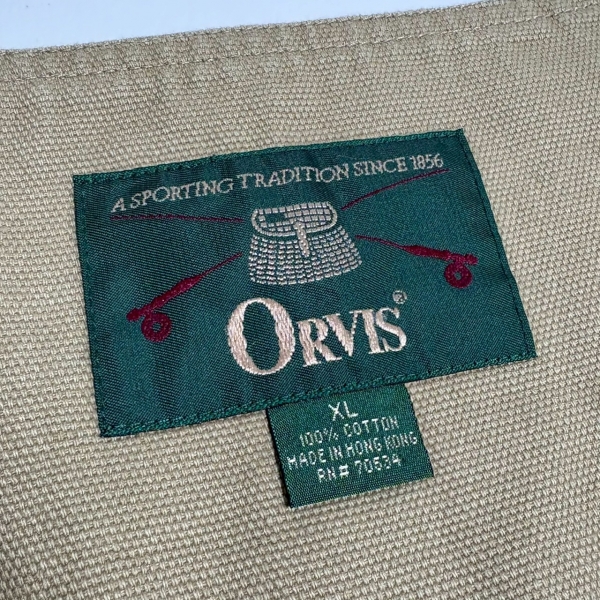 A SPORTING TRADITION SINCE 1856
ORVIS®
XL
100% COTTON
MADE IN HONG KONG
RN# 70534